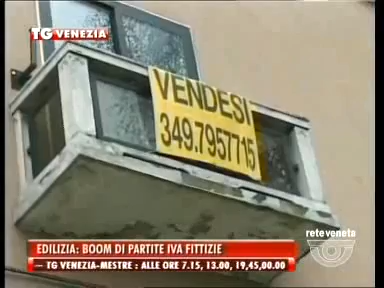 TG VENEZIA
VENDESI
349.7957715
EDILIZIA: BOOM DI PARTITE IVA FITTIZIE
— TG VENEZIA-MESTRE : ALLE ORE 7.15, 13.00, 19,45,00.00
reteveneta